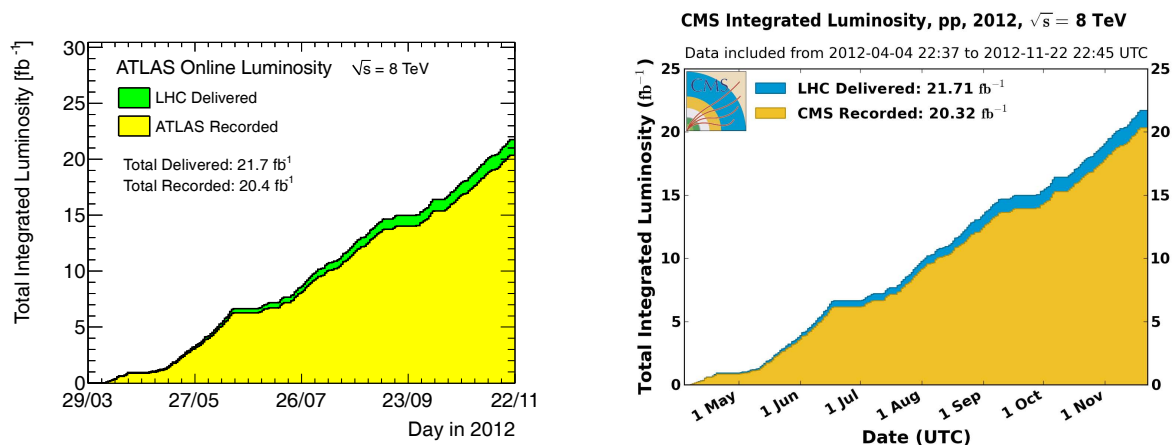 ATLAS Online Luminosity √s = 8 TeV
LHC Delivered
ATLAS Recorded
Total Delivered: 21.7 fb⁻¹
Total Recorded: 20.4 fb⁻¹
Total Integrated Luminosity [fb⁻¹]
30
25
20
15
10
5
0
29/03 27/05 26/07 23/09 22/11
Day in 2012
CMS Integrated Luminosity, pp, 2012, √s = 8 TeV
Data included from 2012-04-04 22:37 to 2012-11-22 22:45 UTC
CMS
LHC Delivered: 21.71 fb⁻¹
CMS Recorded: 20.32 fb⁻¹
Total Integrated Luminosity (fb⁻¹)
25 25
20 20
15 15
10 10
5 5
0 0
1 May 1 Jun 1 Jul 1 Aug 1 Sep 1 Oct 1 Nov
Date (UTC)